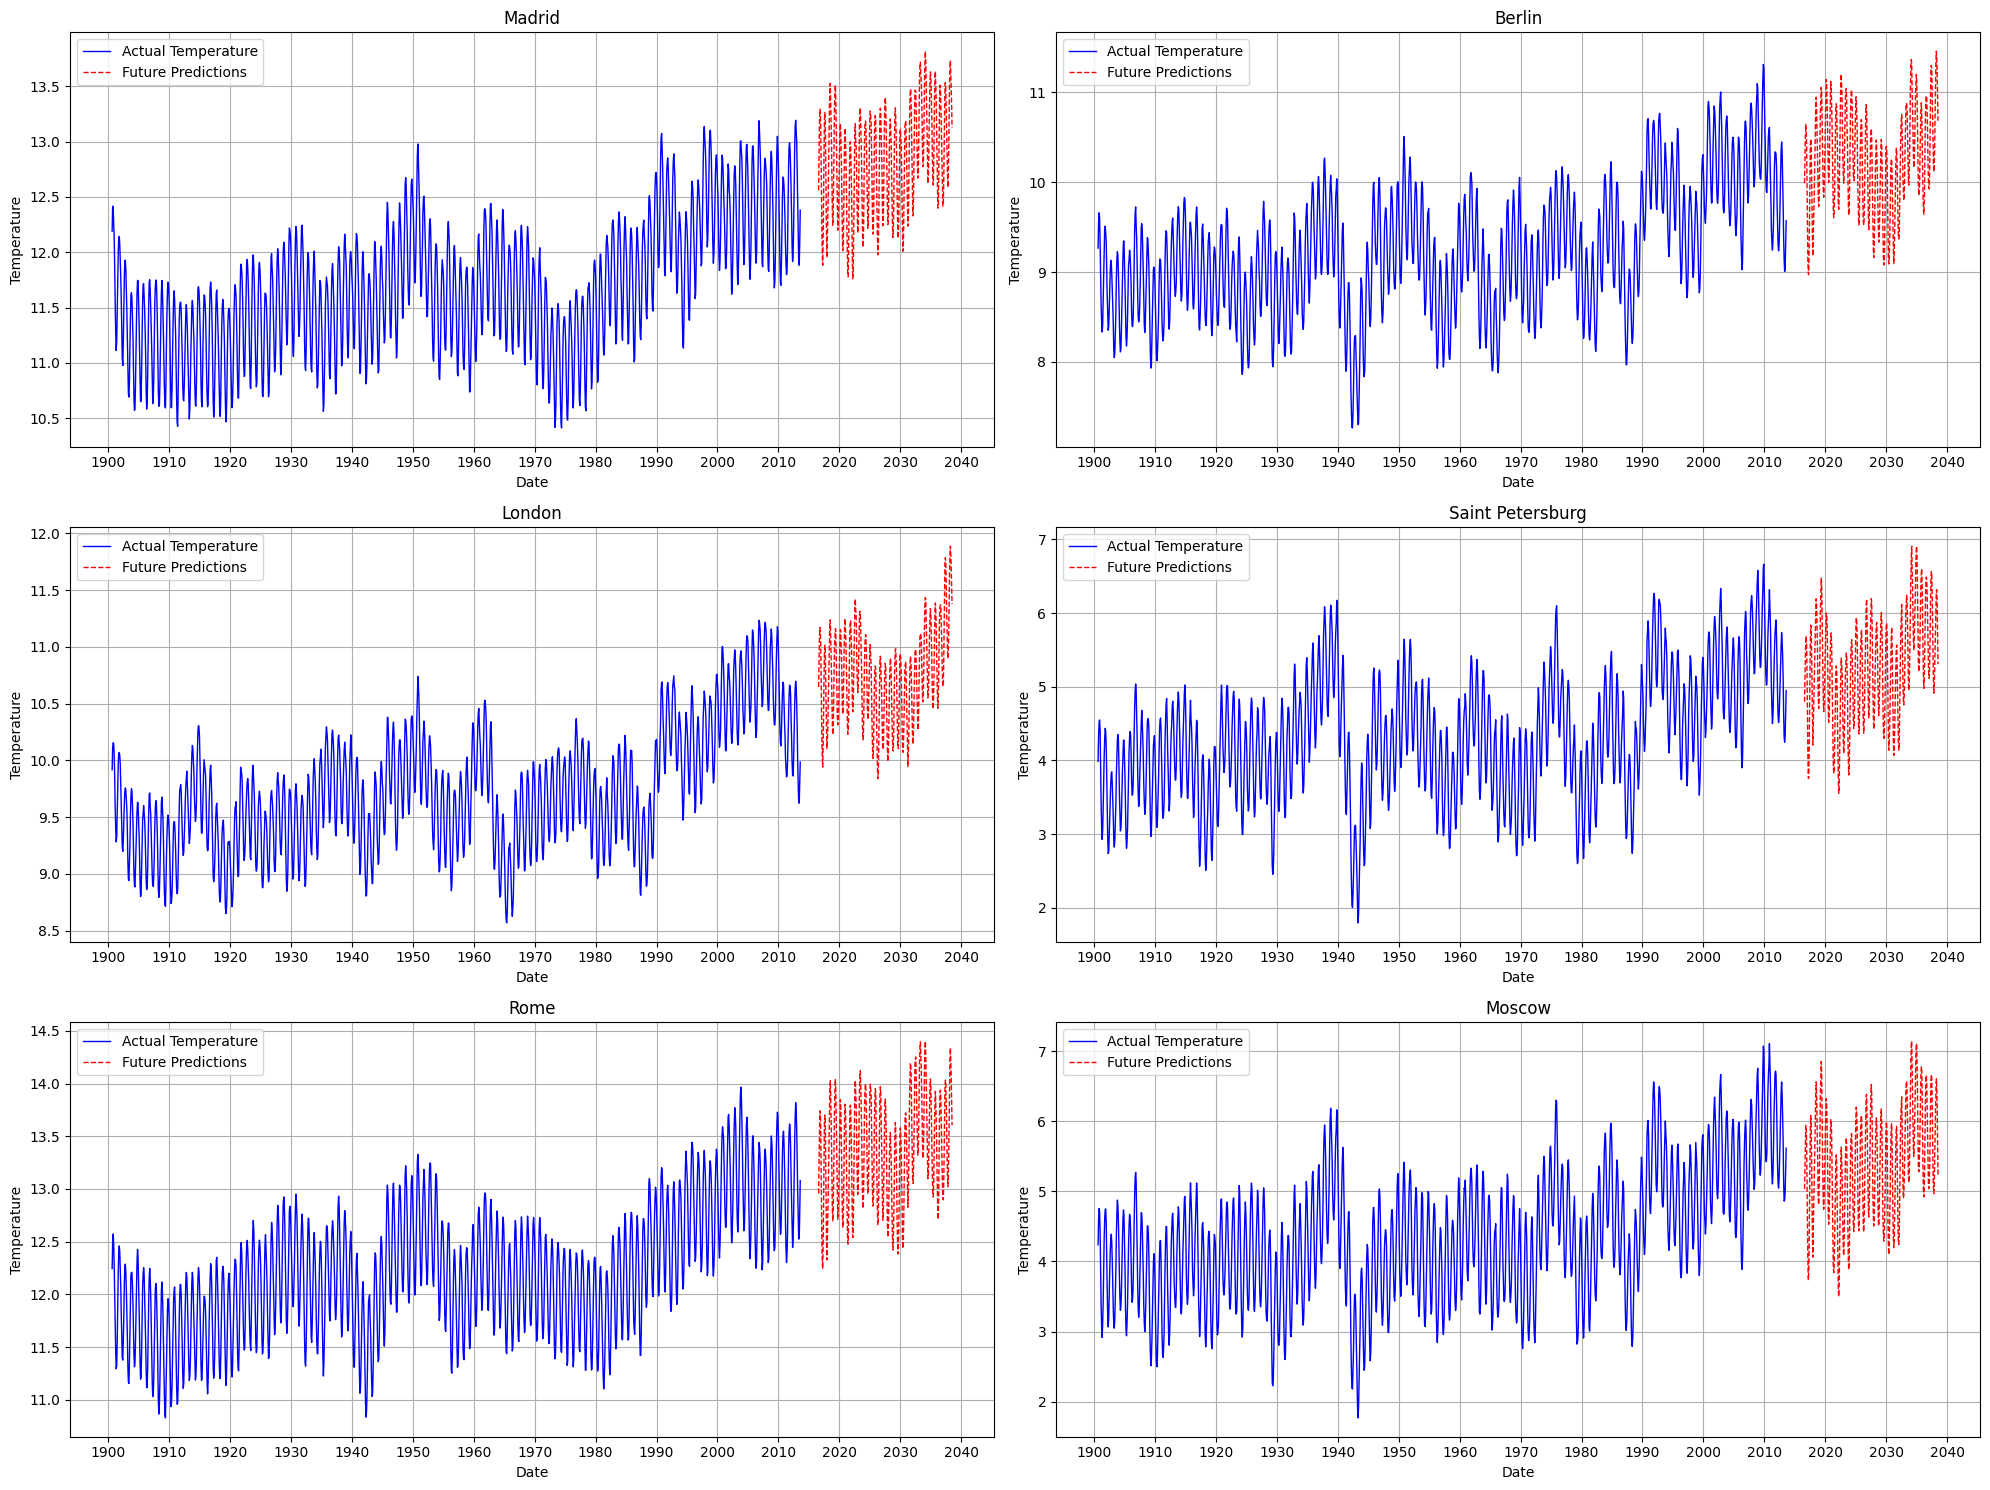 Madrid
Actual Temperature
Future Predictions
Temperature
13.5
13.0
12.5
12.0
11.5
11.0
10.5
1900 1910 1920 1930 1940 1950 1960 1970 1980 1990 2000 2010 2020 2030 2040
Date
Berlin
Actual Temperature
Future Predictions
Temperature
11
10
9
8
1900 1910 1920 1930 1940 1950 1960 1970 1980 1990 2000 2010 2020 2030 2040
Date
London
Actual Temperature
Future Predictions
Temperature
12.0
11.5
11.0
10.5
10.0
9.5
9.0
8.5
1900 1910 1920 1930 1940 1950 1960 1970 1980 1990 2000 2010 2020 2030 2040
Date
Saint Petersburg
Actual Temperature
Future Predictions
Temperature
7
6
5
4
3
2
1900 1910 1920 1930 1940 1950 1960 1970 1980 1990 2000 2010 2020 2030 2040
Date
Rome
Actual Temperature
Future Predictions
Temperature
14.5
14.0
13.5
13.0
12.5
12.0
11.5
11.0
1900 1910 1920 1930 1940 1950 1960 1970 1980 1990 2000 2010 2020 2030 2040
Date
Moscow
Actual Temperature
Future Predictions
Temperature
7
6
5
4
3
2
1900 1910 1920 1930 1940 1950 1960 1970 1980 1990 2000 2010 2020 2030 2040
Date